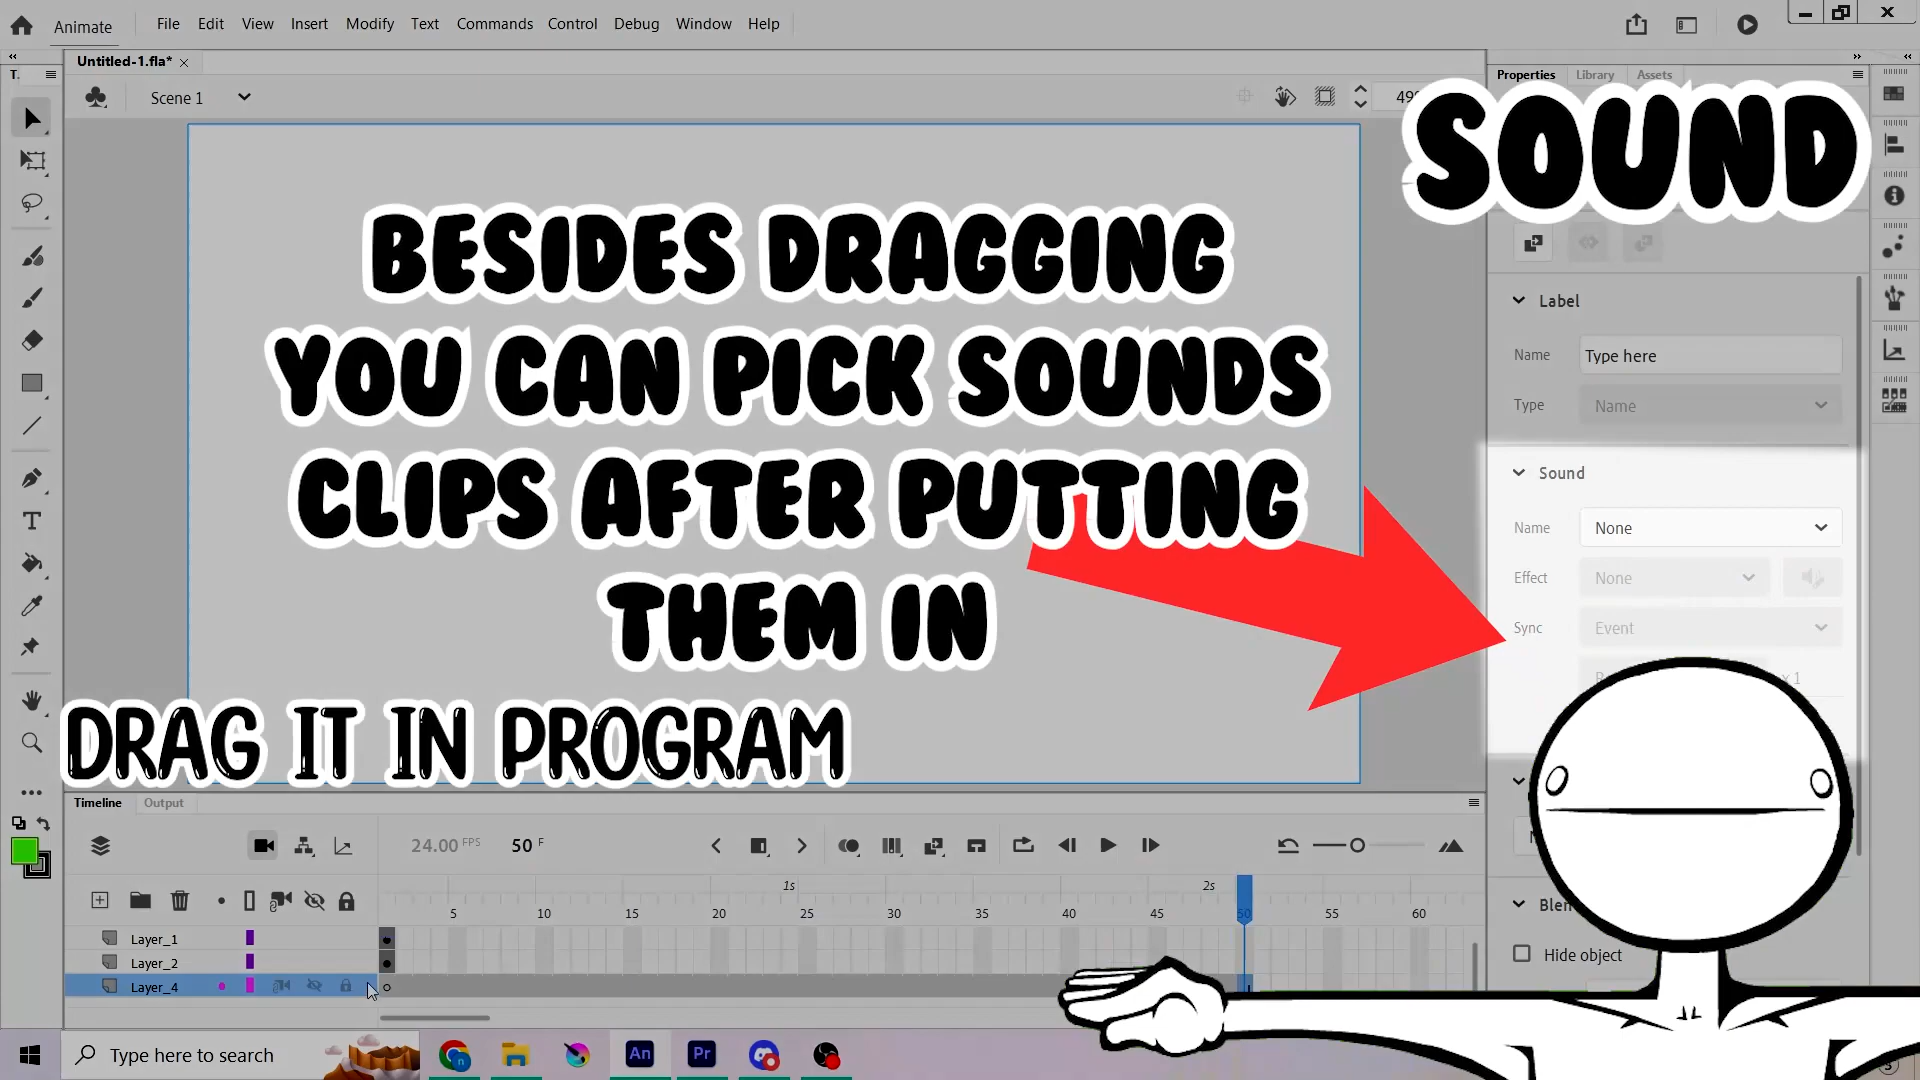 Animate File Edit View Insert Modify Text Commands Control Debug Window Help
Untitled-1.fla*
T.
Properties Library Assets
Scene 1
SOUND
BESIDES DRAGGING
YOU CAN PICK SOUNDS
CLIPS AFTER PUTTING
THEM IN
DRAG IT IN PROGRAM
Label
Name Type here
Type Name
Sound
Name None
Effect None
Sync Event
x 1
Hide object
Timeline Output
24.00 FPS 50 F
1s 2s
5 10 15 20 25 30 35 40 45 50 55 60
Layer_1
Layer_2
Layer_4
Type here to search
An Pr